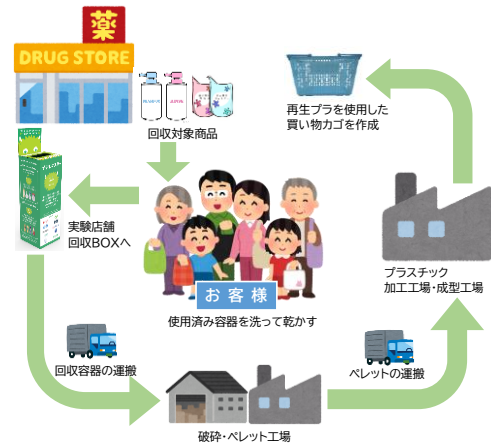 薬
DRUG STORE
回収対象商品
再生プラを使用した
買い物カゴを作成
実験店舗
回収BOXへ
お客様
使用済み容器を洗って乾かす
プラスチック
加工工場・成型工場
回収容器の運搬
ペレットの運搬
破砕・ペレット工場